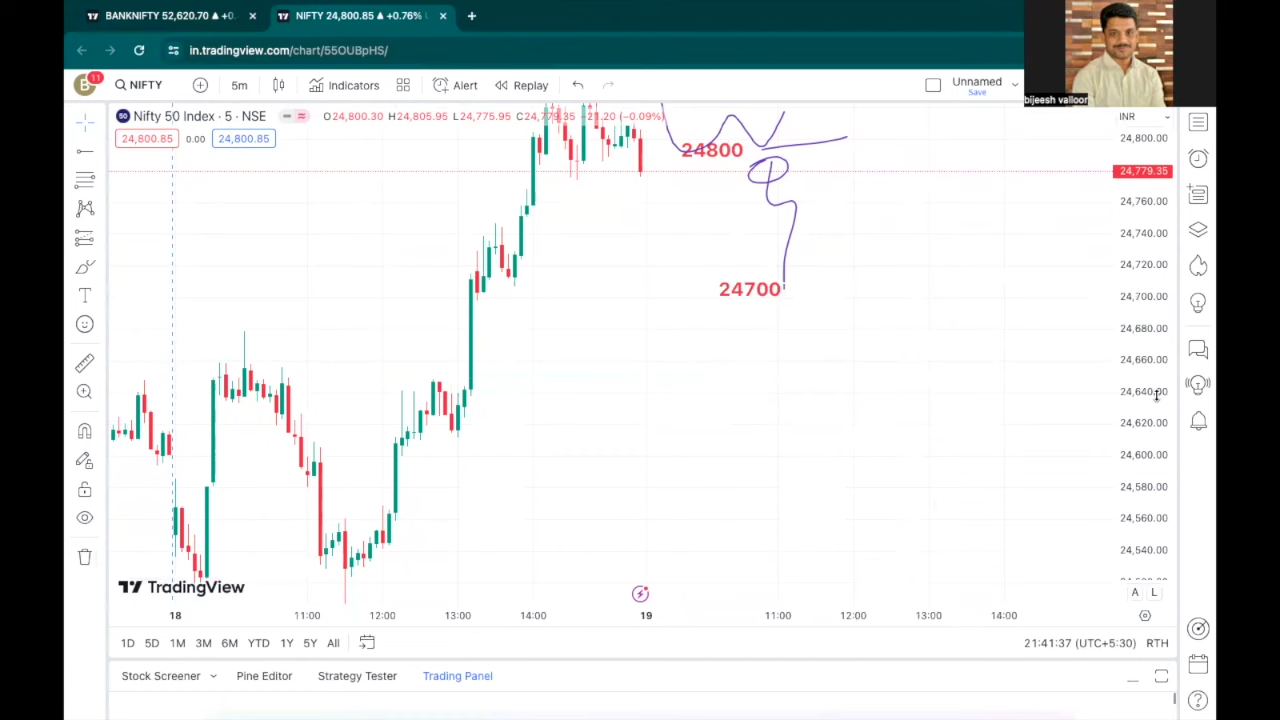 BANKNIFTY 52,620.70 ▲ +0.
NIFTY 24,800.85 ▲ +0.76%
in.tradingview.com/chart/55OUBpHS/
bijeesh valloor
B 11
NIFTY
5m
Indicators
Alert
Replay
Unnamed
Save
50 Nifty 50 Index · 5 · NSE
O24,800.30 H24,805.95 L24,775.95 C24,779.35 −21.20 (−0.09%)
INR
24,800.85 0.00 24,800.85
24,800.00
24,779.35
24,760.00
24,740.00
24,720.00
24,700.00
24,680.00
24,660.00
24,640.00
24,620.00
24,600.00
24,580.00
24,560.00
24,540.00
24800
24700
TradingView
A L
18 11:00 12:00 13:00 14:00 19 11:00 12:00 13:00 14:00
1D 5D 1M 3M 6M YTD 1Y 5Y All
21:41:37 (UTC+5:30) RTH
Stock Screener Pine Editor Strategy Tester Trading Panel